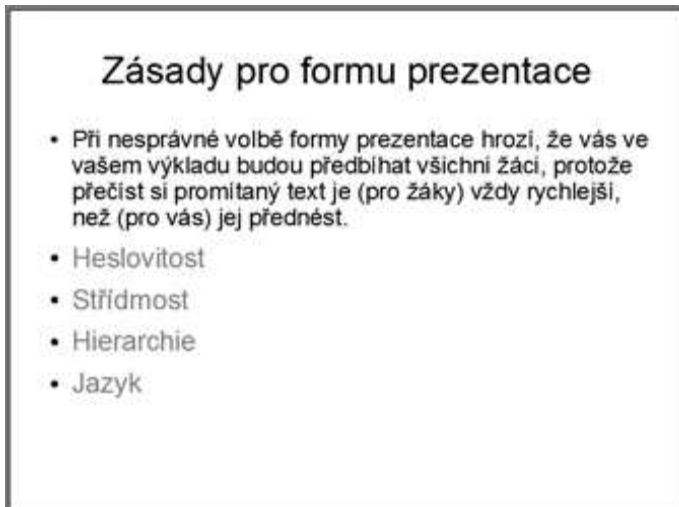 Zásady pro formu prezentace
• Při nesprávné volbě formy prezentace hrozí, že vás ve
vašem výkladu budou předbíhat všichni žáci, protože
přečíst si promítaný text je (pro žáky) vždy rychlejší,
než (pro vás) jej přednést.
• Heslovitost
• Střídmost
• Hierarchie
• Jazyk